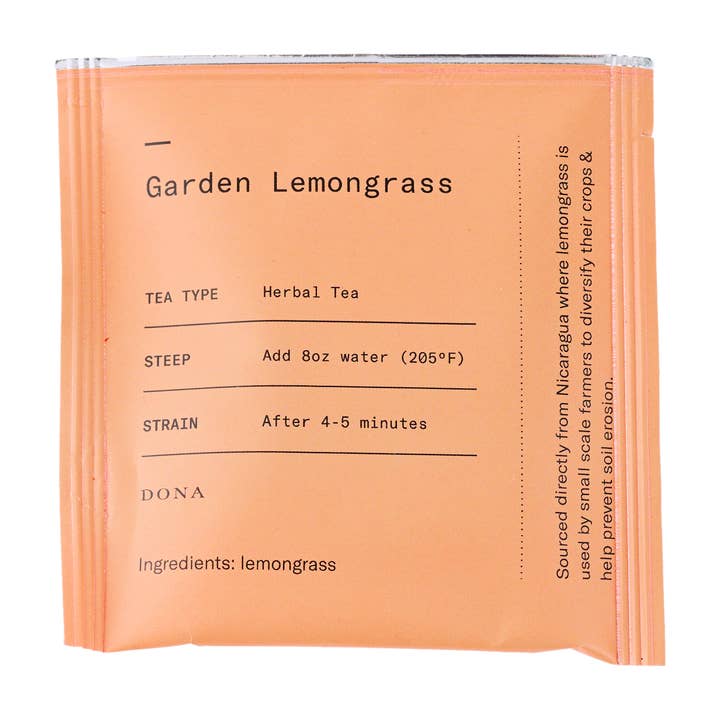 Garden Lemongrass
TEA TYPE Herbal Tea
STEEP Add 8oz water (205ºF)
STRAIN After 4-5 minutes
DONA
Ingredients: lemongrass
Sourced directly from Nicaragua where lemongrass is
used by small scale farmers to diversify their crops &
help prevent soil erosion.